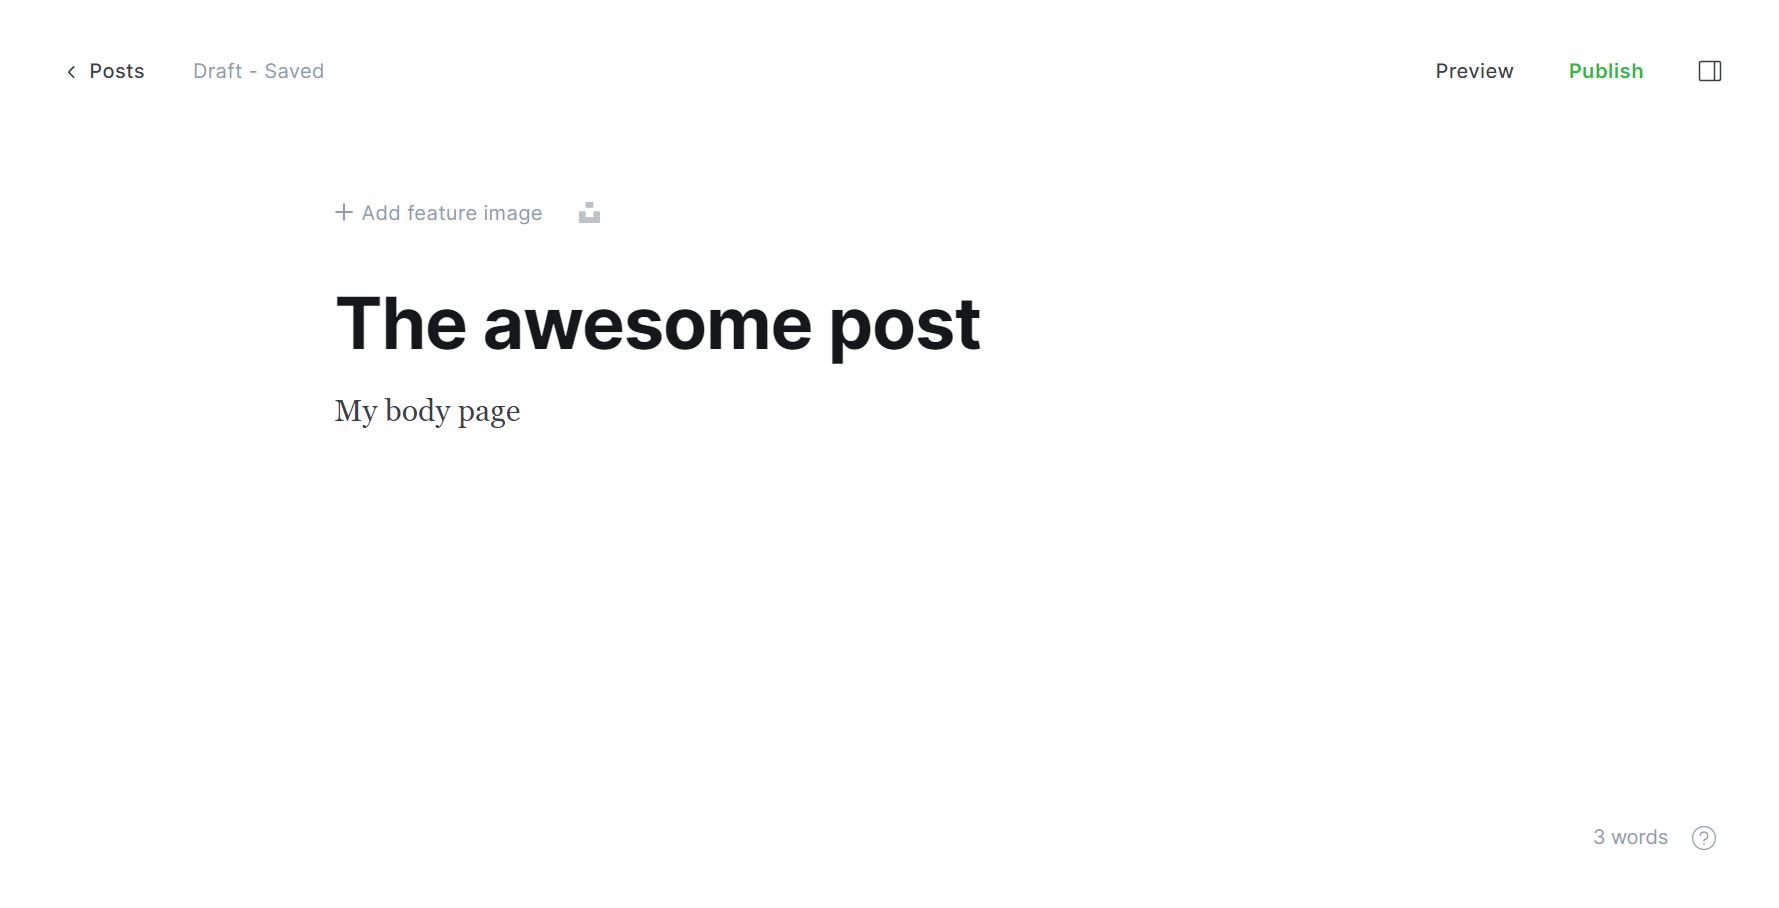 Posts Draft - Saved Preview Publish
Add feature image
The awesome post
My body page
3 words ?